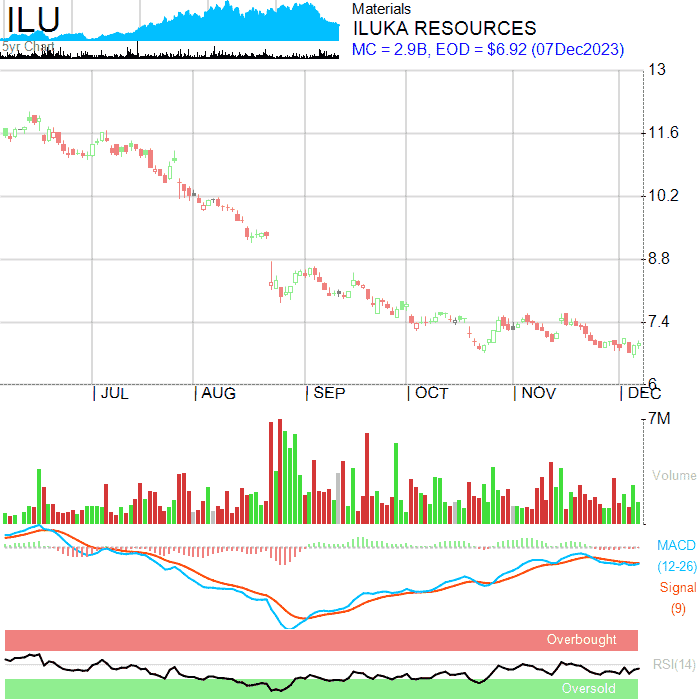 ILU
5yr Chart
Materials
ILUKA RESOURCES
MC = 2.9B, EOD = $6.92 (07Dec2023)
13
11.6
10.2
8.8
7.4
6
| JUL | AUG | SEP | OCT | NOV | DEC
7M
Volume
MACD
(12-26)
Signal
(9)
Overbought
RSI(14)
Oversold